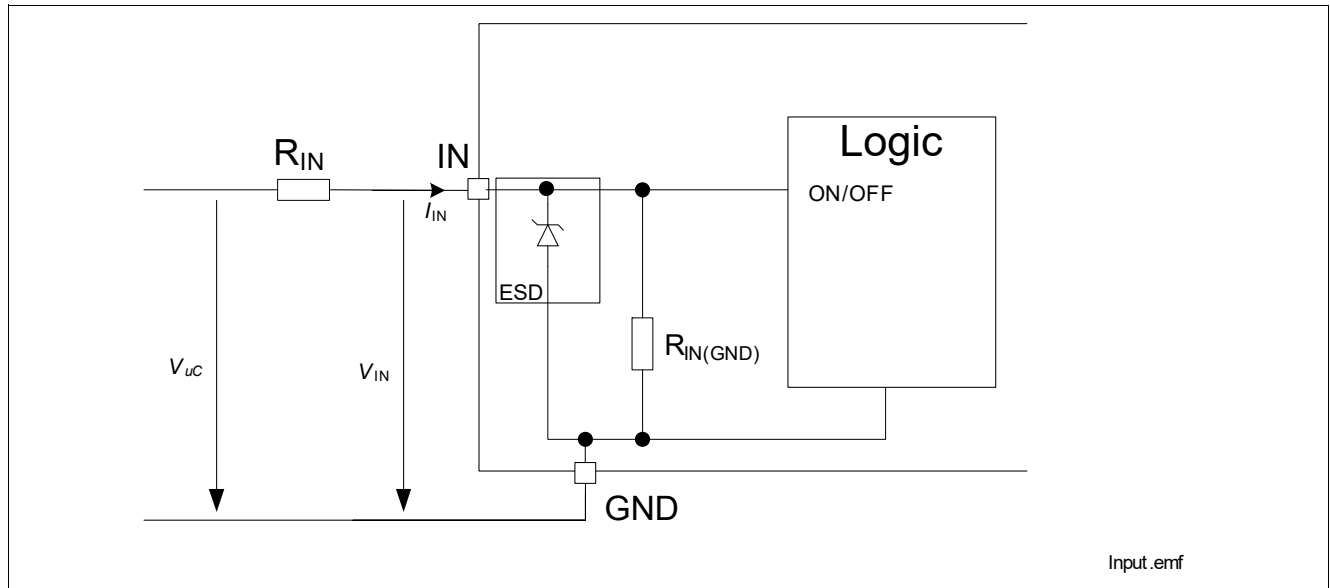 Logic
R_IN
IN
ON/OFF
I_IN
ESD
R_IN(GND)
V_uC
V_IN
GND
Input.emf